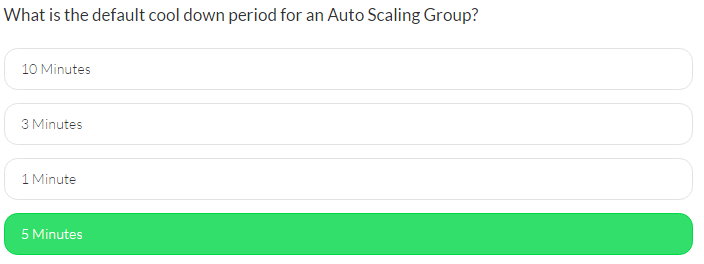 What is the default cool down period for an Auto Scaling Group?
10 Minutes
3 Minutes
1 Minute
5 Minutes